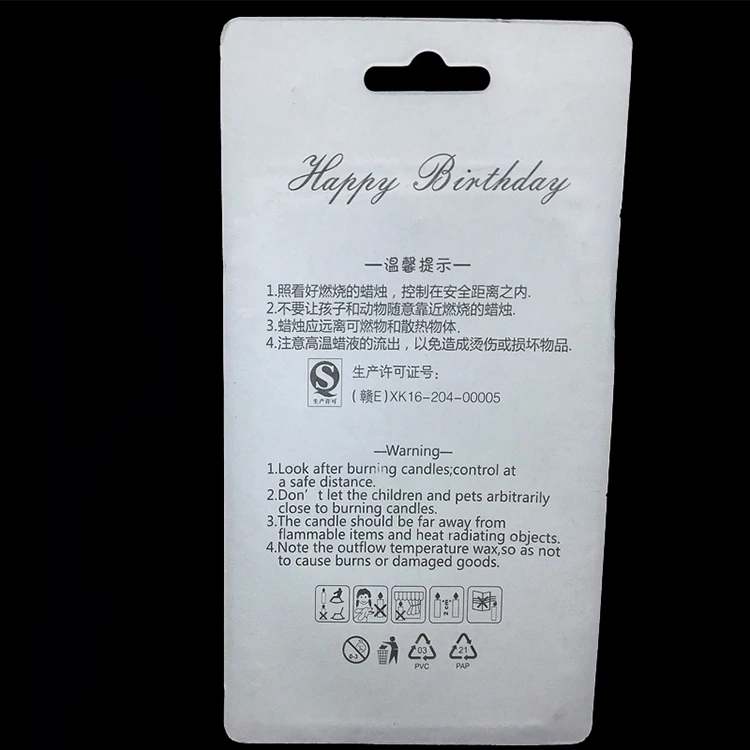 Happy Birthday
—温馨提示—
1.照看好燃烧的蜡烛，控制在安全距离之内.
2.不要让孩子和动物随意靠近燃烧的蜡烛.
3.蜡烛应远离可燃物和散热物体.
4.注意高温蜡液的流出，以免造成烫伤或损坏物品.
生产许可
生产许可证号：
(赣E)XK16-204-00005
—Warning—
1.Look after burning candles;control at
a safe distance.
2.Don't let the children and pets arbitrarily
close to burning candles.
3.The candle should be far away from
flammable items and heat radiating objects.
4.Note the outflow temperature wax,so as not
to cause burns or damaged goods.
0-3
03
21
PVC
PAP